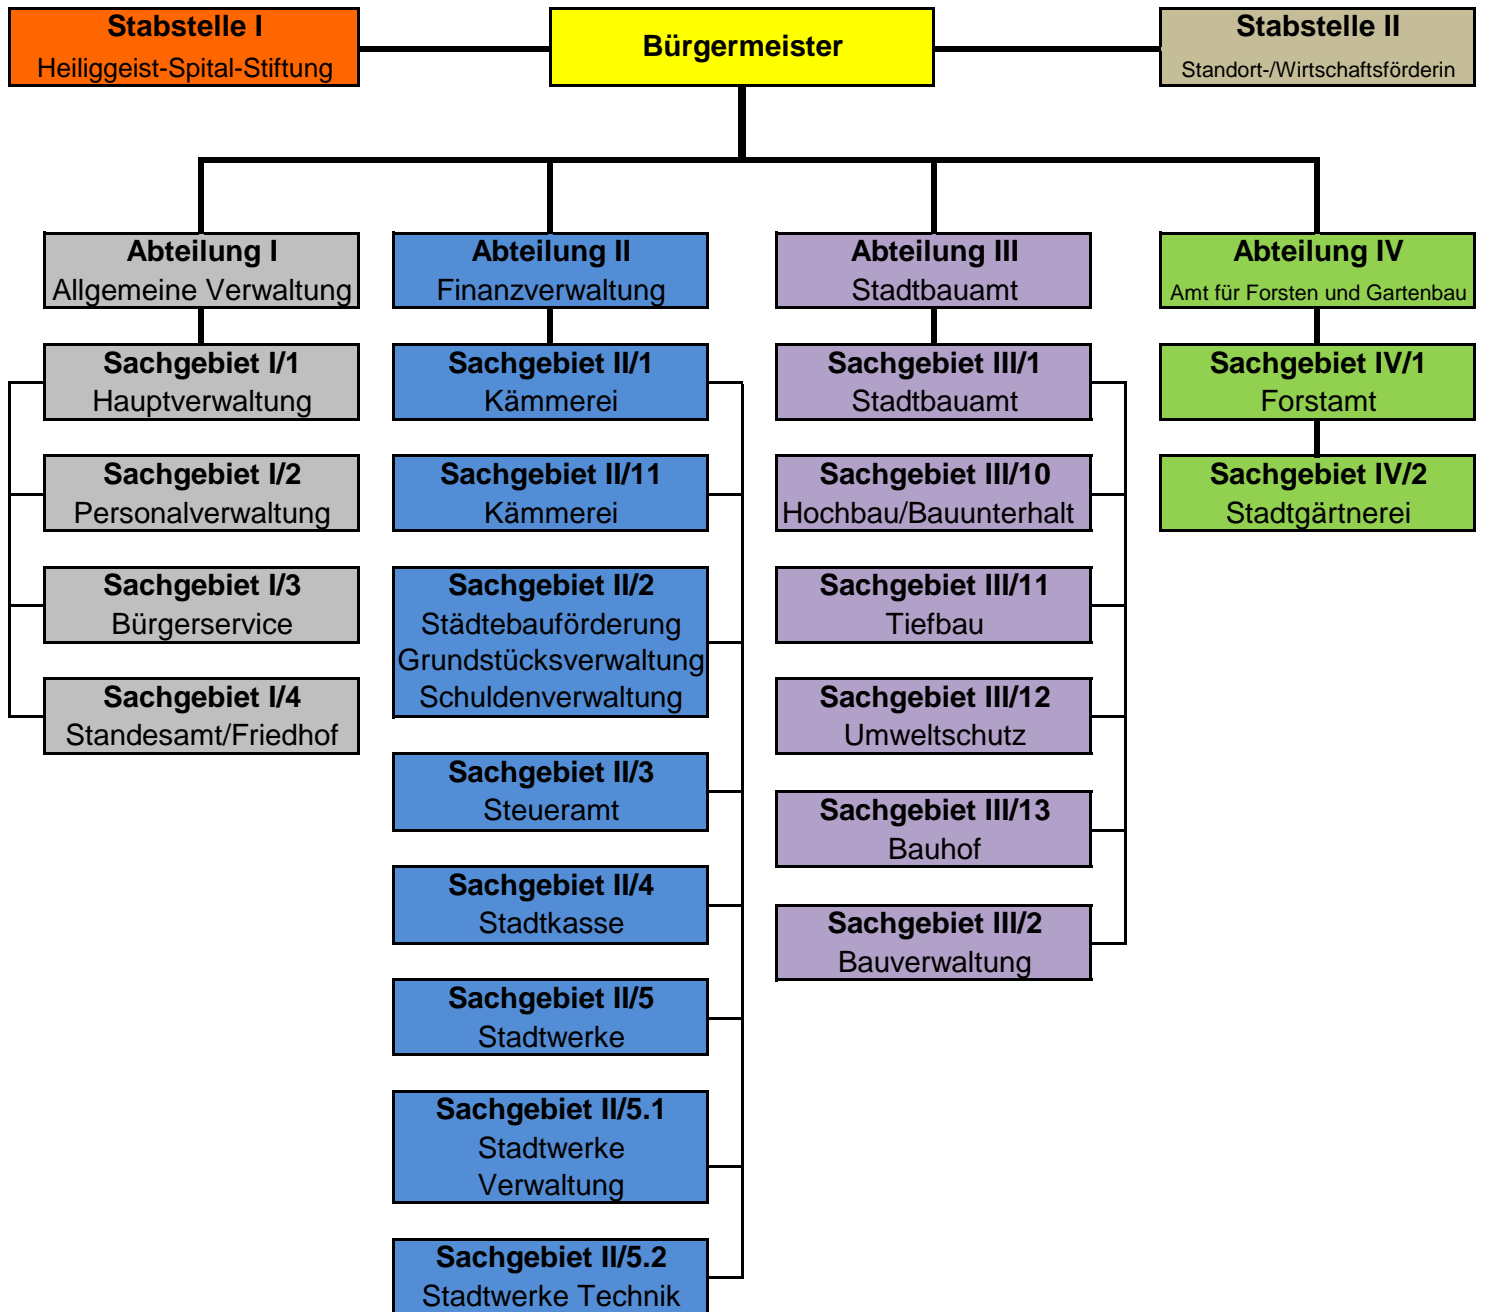 Stabstelle I
Heiliggeist-Spital-Stiftung
Bürgermeister
Stabstelle II
Standort-/Wirtschaftsförderin
Abteilung I
Allgemeine Verwaltung
Abteilung II
Finanzverwaltung
Abteilung III
Stadtbauamt
Abteilung IV
Amt für Forsten und Gartenbau
Sachgebiet I/1
Hauptverwaltung
Sachgebiet I/2
Personalverwaltung
Sachgebiet I/3
Bürgerservice
Sachgebiet I/4
Standesamt/Friedhof
Sachgebiet II/1
Kämmerei
Sachgebiet II/11
Kämmerei
Sachgebiet II/2
Städtebauförderung
Grundstücksverwaltung
Schuldenverwaltung
Sachgebiet II/3
Steueramt
Sachgebiet II/4
Stadtkasse
Sachgebiet II/5
Stadtwerke
Sachgebiet II/5.1
Stadtwerke
Verwaltung
Sachgebiet II/5.2
Stadtwerke Technik
Sachgebiet III/1
Stadtbauamt
Sachgebiet III/10
Hochbau/Bauunterhalt
Sachgebiet III/11
Tiefbau
Sachgebiet III/12
Umweltschutz
Sachgebiet III/13
Bauhof
Sachgebiet III/2
Bauverwaltung
Sachgebiet IV/1
Forstamt
Sachgebiet IV/2
Stadtgärtnerei